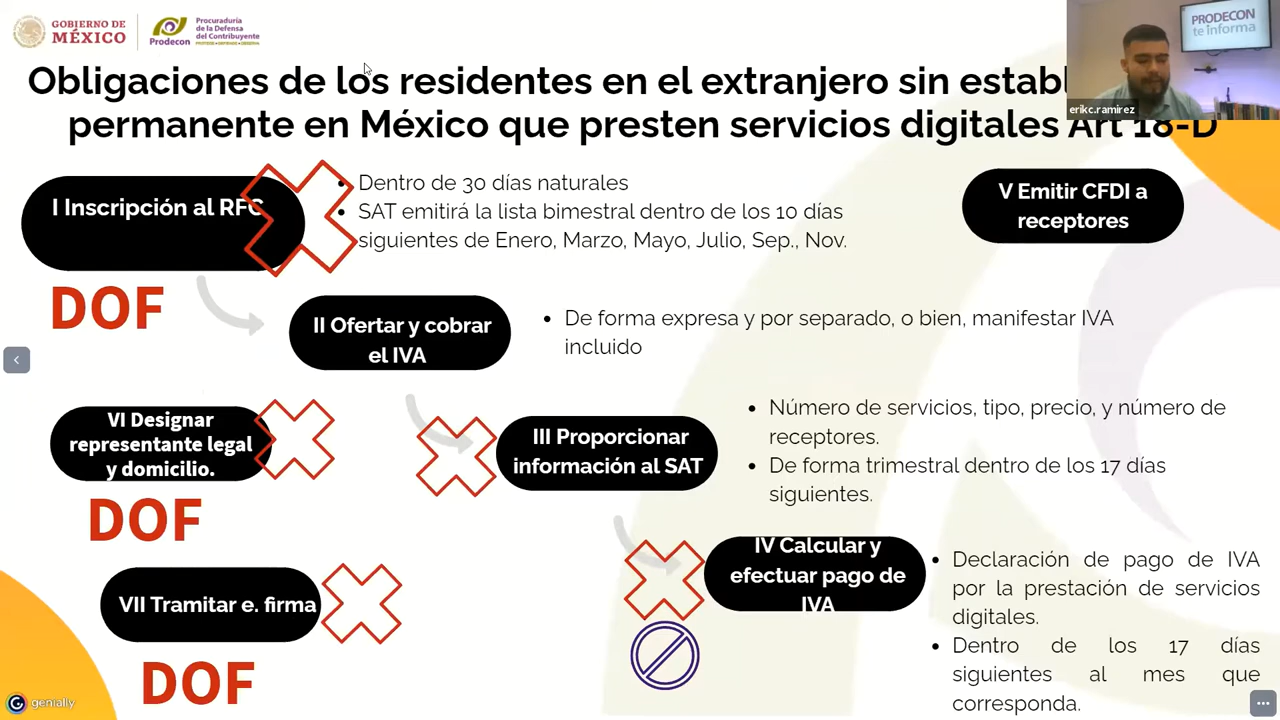 GOBIERNO DE
MÉXICO
Prodecon
Procuraduría
de la Defensa
del Contribuyente
PRODECON
te informa
erikc.ramirez
Obligaciones de los residentes en el extranjero sin estab
permanente en México que presten servicios digitales Art 18-D
I Inscripción al RFC
• Dentro de 30 días naturales
• SAT emitirá la lista bimestral dentro de los 10 días
siguientes de Enero, Marzo, Mayo, Julio, Sep., Nov.
V Emitir CFDI a
receptores
DOF
II Ofertar y cobrar
el IVA
• De forma expresa y por separado, o bien, manifestar IVA
incluido
VI Designar
representante legal
y domicilio.
DOF
III Proporcionar
información al SAT
• Número de servicios, tipo, precio, y número de
receptores.
• De forma trimestral dentro de los 17 días
siguientes.
IV Calcular y
efectuar pago de
IVA
• Declaración de pago de IVA
por la prestación de servicios
digitales.
• Dentro de los 17 días
siguientes al mes que
corresponda.
VII Tramitar e. firma
DOF
genially